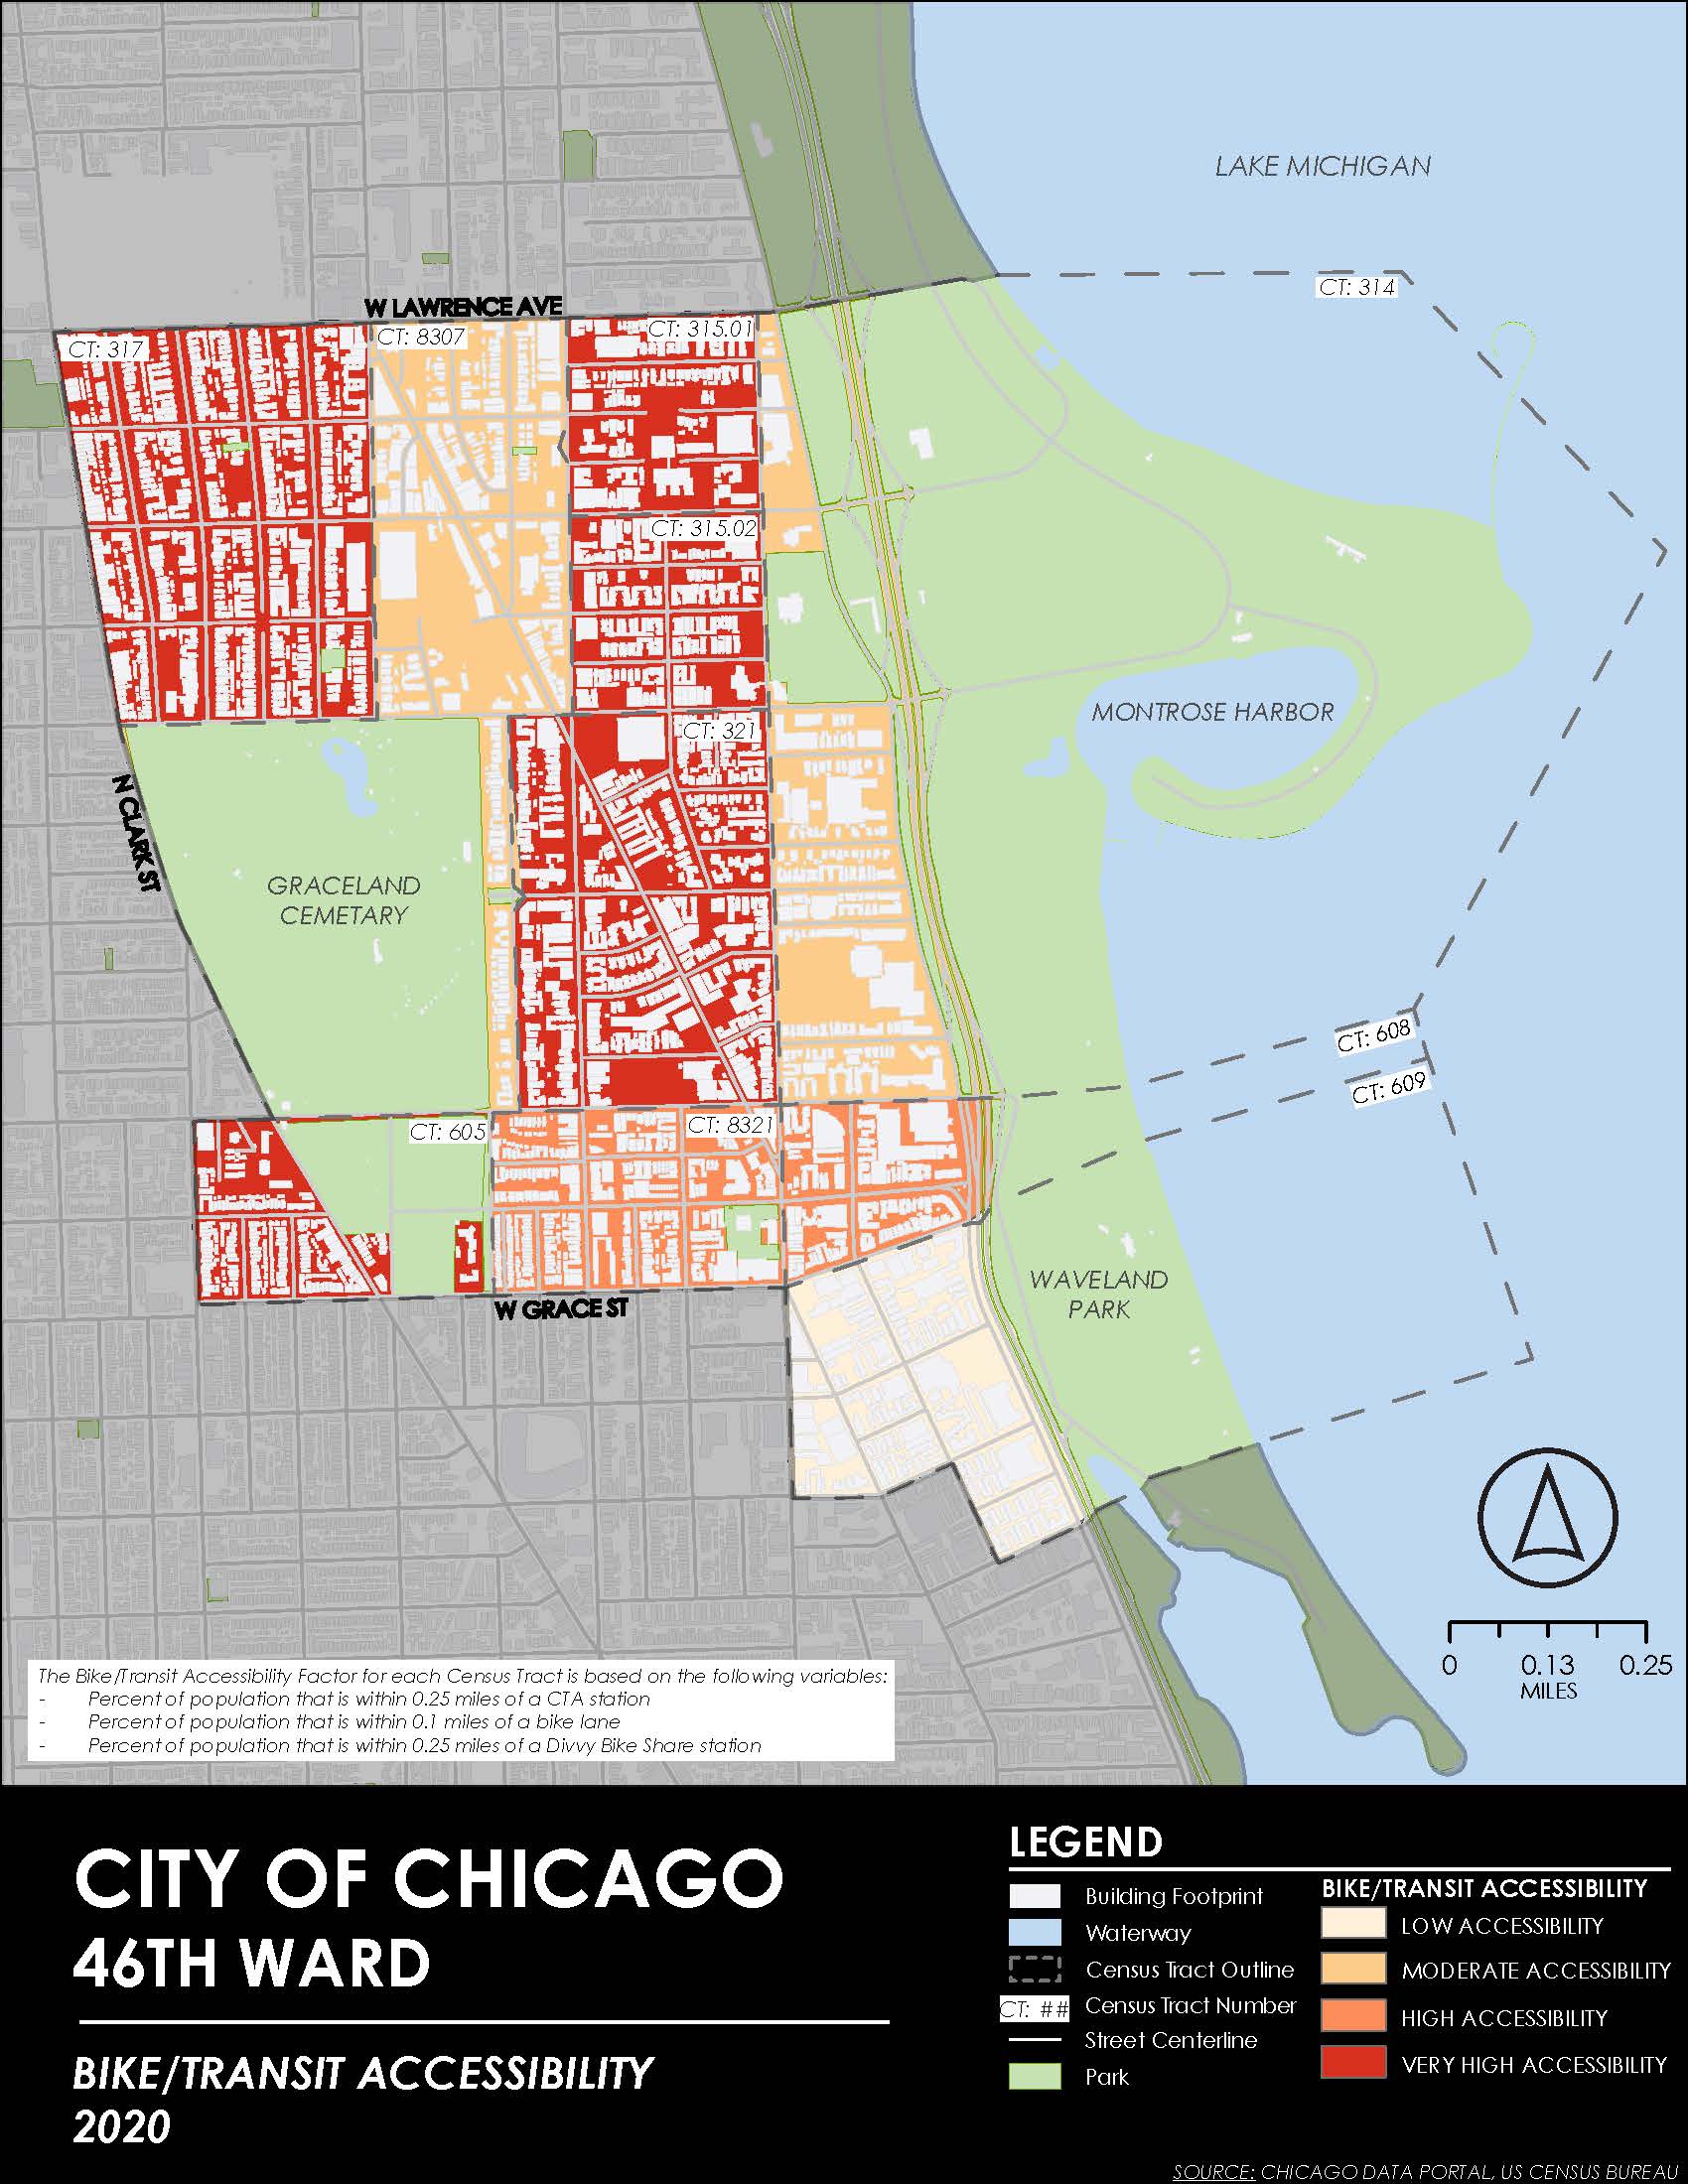 LAKE MICHIGAN
CT: 314
W LAWRENCE AVE
CT: 317
CT: 8307
CT: 315.01
CT: 315.02
MONTROSE HARBOR
CT: 321
N CLARK ST
GRACELAND
CEMETARY
CT: 608
CT: 609
CT: 605
CT: 8321
WAVELAND
PARK
W GRACE ST
0 0.13 0.25
MILES
The Bike/Transit Accessibility Factor for each Census Tract is based on the following variables:
- Percent of population that is within 0.25 miles of a CTA station
- Percent of population that is within 0.1 miles of a bike lane
- Percent of population that is within 0.25 miles of a Divvy Bike Share station
CITY OF CHICAGO
46TH WARD
BIKE/TRANSIT ACCESSIBILITY
2020
LEGEND
Building Footprint
Waterway
Census Tract Outline
CT: ## Census Tract Number
Street Centerline
Park
BIKE/TRANSIT ACCESSIBILITY
LOW ACCESSIBILITY
MODERATE ACCESSIBILITY
HIGH ACCESSIBILITY
VERY HIGH ACCESSIBILITY
SOURCE: CHICAGO DATA PORTAL, US CENSUS BUREAU